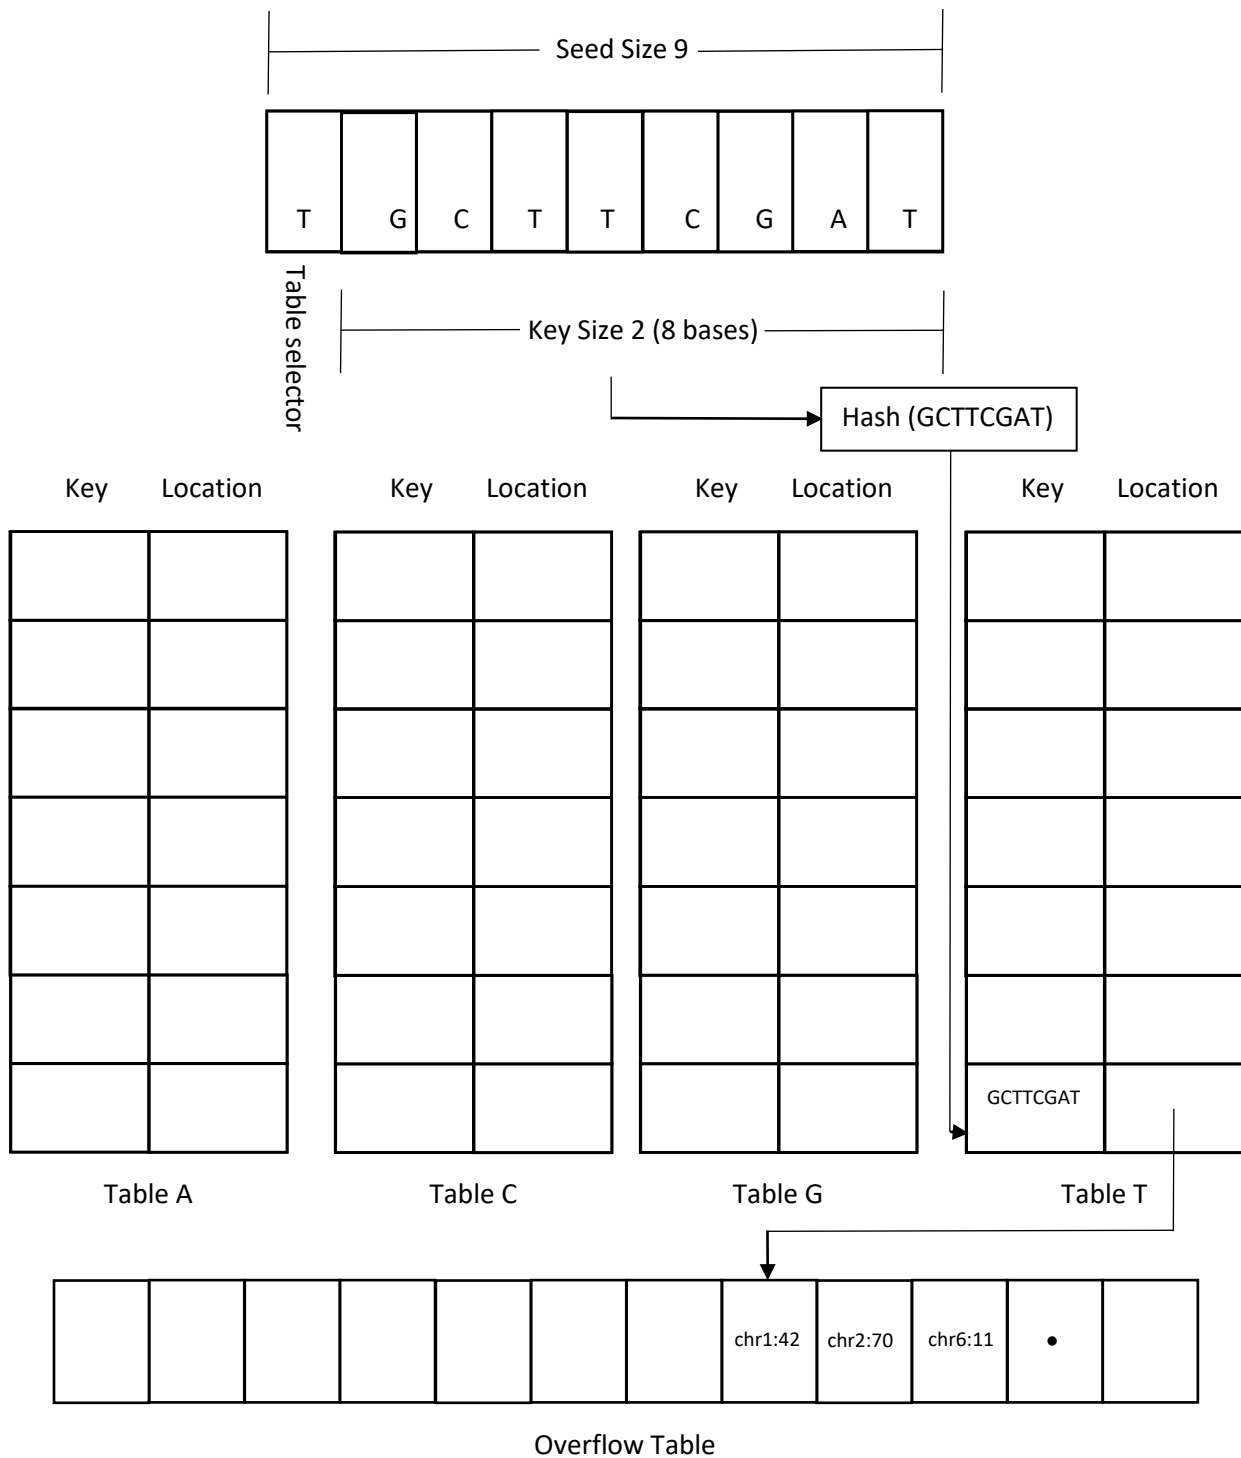 Seed Size 9
T G C T T C G A T
Table selector
Key Size 2 (8 bases)
Hash (GCTTCGAT)
Key Location Key Location Key Location Key Location
GCTTCGAT
Table A Table C Table G Table T
chr1:42 chr2:70 chr6:11 •
Overflow Table